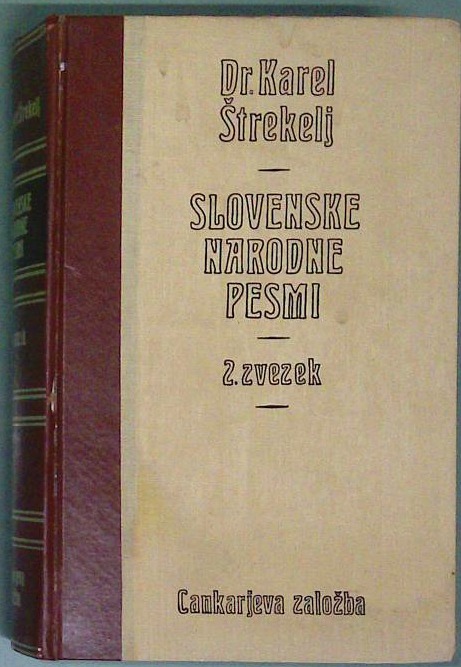 Dr. Karel
Štrekelj
SLOVENSKE
NARODNE
PESMI
2. zvezek
Cankarjeva založba